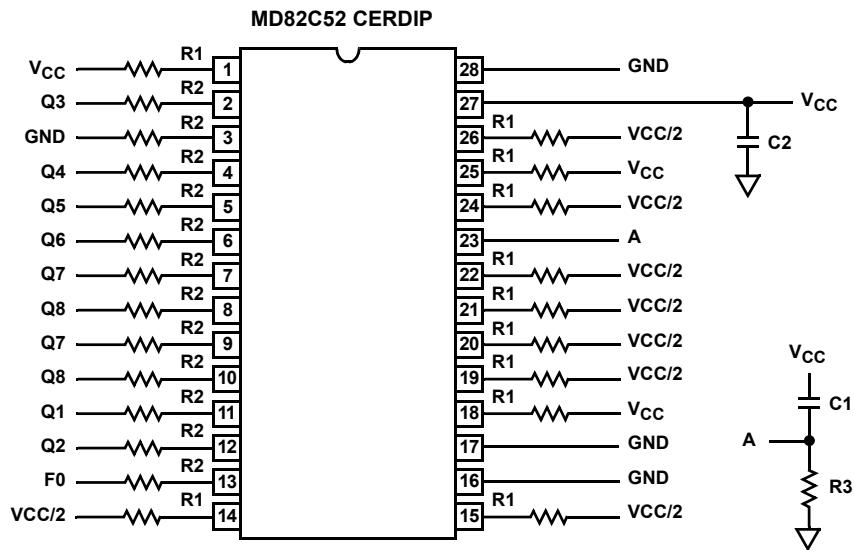 MD82C52 CERDIP
VCC R1 1 28 GND
Q3 R2 2 27 VCC
GND R2 3 26 R1 VCC/2
C2
Q4 R2 4 25 R1 VCC
Q5 R2 5 24 R1 VCC/2
Q6 R2 6 23 A
Q7 R2 7 22 R1 VCC/2
Q8 R2 8 21 R1 VCC/2
Q7 R2 9 20 R1 VCC/2
Q8 R2 10 19 R1 VCC/2
Q1 R2 11 18 R1 VCC
Q2 R2 12 17 GND
F0 R2 13 16 GND
VCC/2 R1 14 15 R1 VCC/2
VCC
C1
A
R3